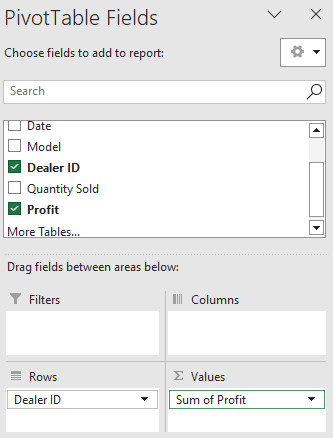 PivotTable Fields
Choose fields to add to report:
Search
Date
Model
Dealer ID
Quantity Sold
Profit
More Tables...
Drag fields between areas below:
Filters
Columns
Rows
Σ Values
Dealer ID
Sum of Profit